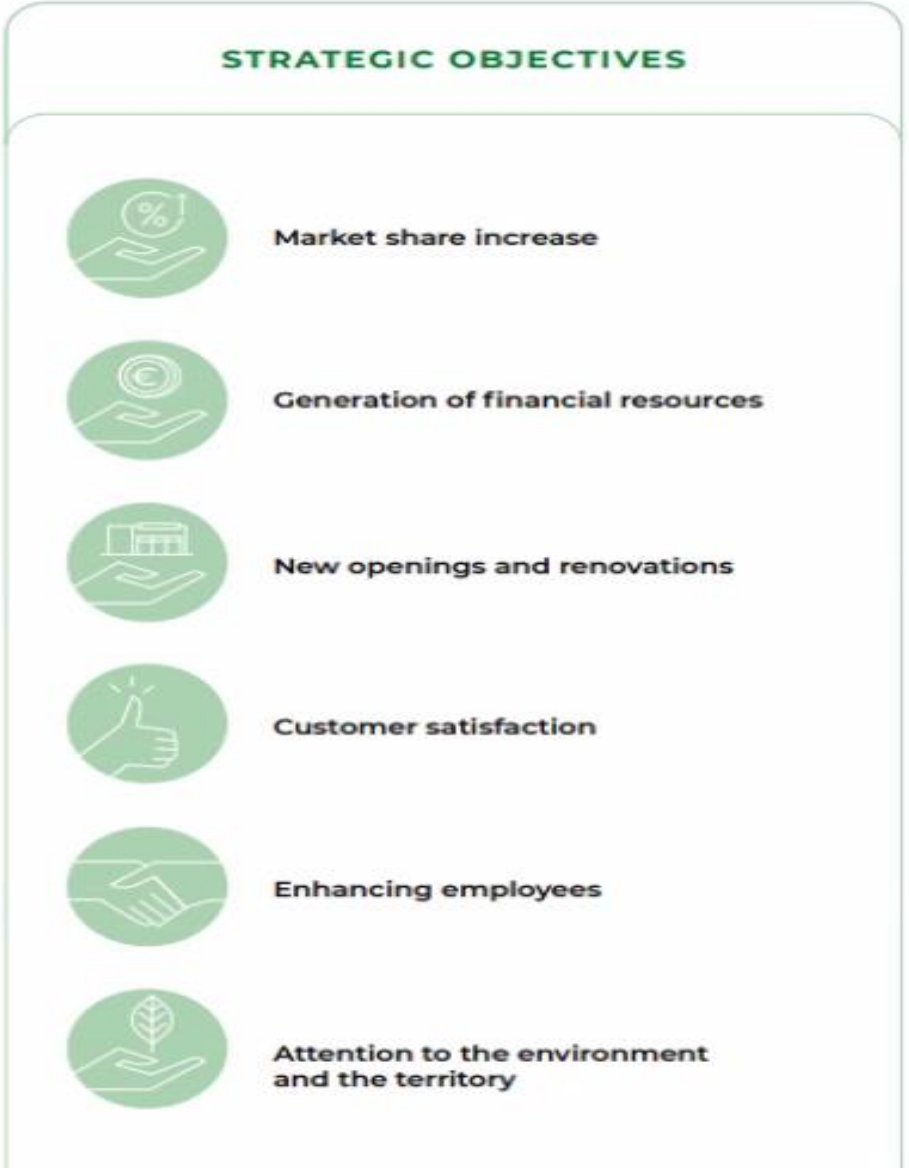 STRATEGIC OBJECTIVES
%
Market share increase
€
Generation of financial resources
New openings and renovations
Customer satisfaction
Enhancing employees
Attention to the environment
and the territory